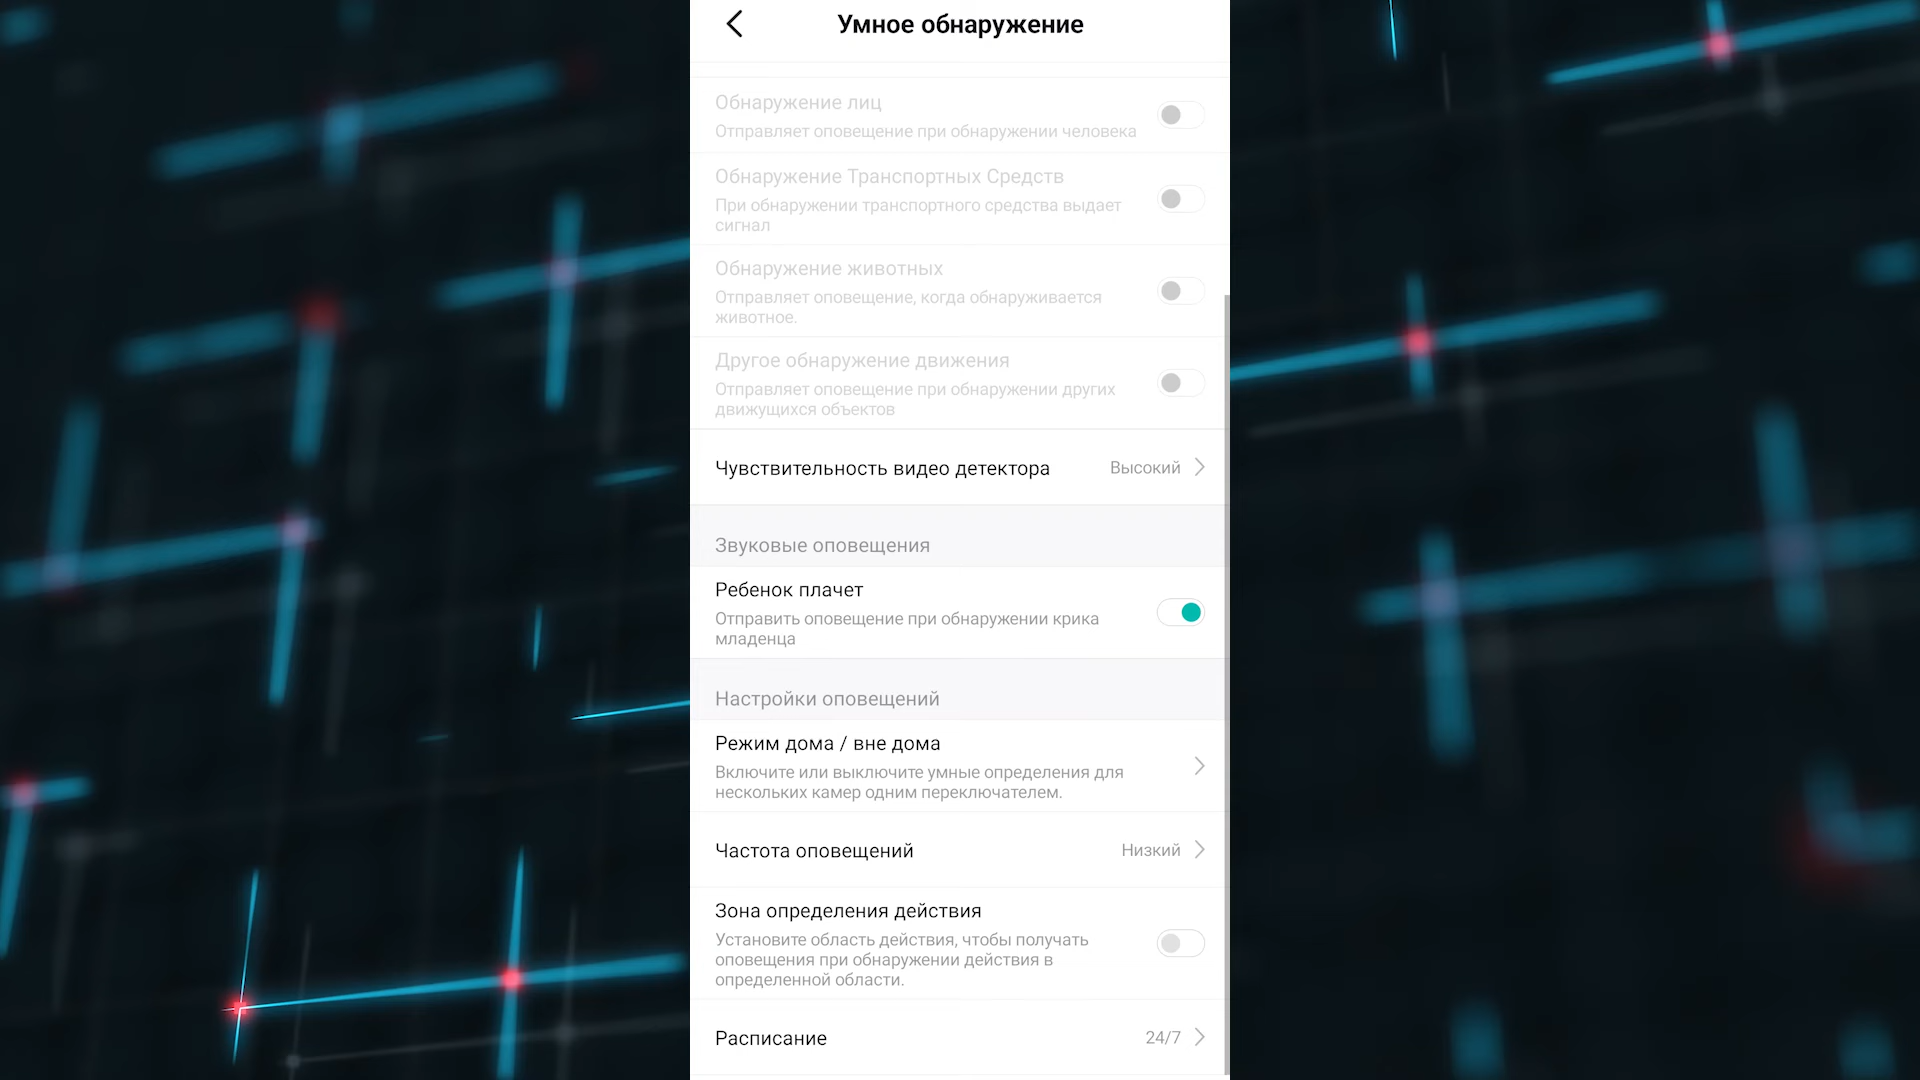 Умное обнаружение
Обнаружение лиц
Отправляет оповещение при обнаружении человека
Обнаружение Транспортных Средств
При обнаружении транспортного средства выдает
сигнал
Обнаружение животных
Отправляет оповещение, когда обнаруживается
животное.
Другое обнаружение движения
Отправляет оповещение при обнаружении других
движущихся объектов
Чувствительность видео детектора Высокий
Звуковые оповещения
Ребенок плачет
Отправить оповещение при обнаружении крика
младенца
Настройки оповещений
Режим дома / вне дома
Включите или выключите умные определения для
нескольких камер одним переключателем.
Частота оповещений Низкий
Зона определения действия
Установите область действия, чтобы получать
оповещения при обнаружении действия в
определенной области.
Расписание 24/7